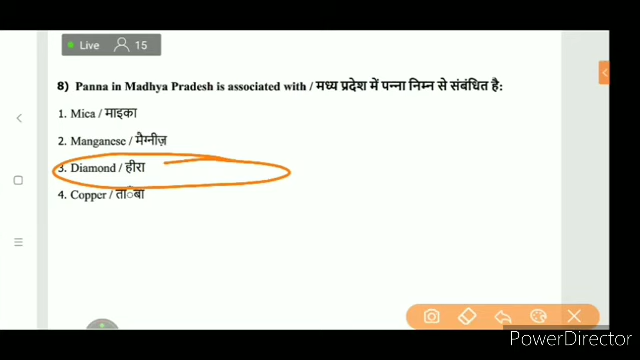 Live 15
8) Panna in Madhya Pradesh is associated with / मध्य प्रदेश में पन्ना निम्न से संबंधित है:
1. Mica / माइका
2. Manganese / मैग्नीज़
3. Diamond / हीरा
4. Copper / तांबा
PowerDirector